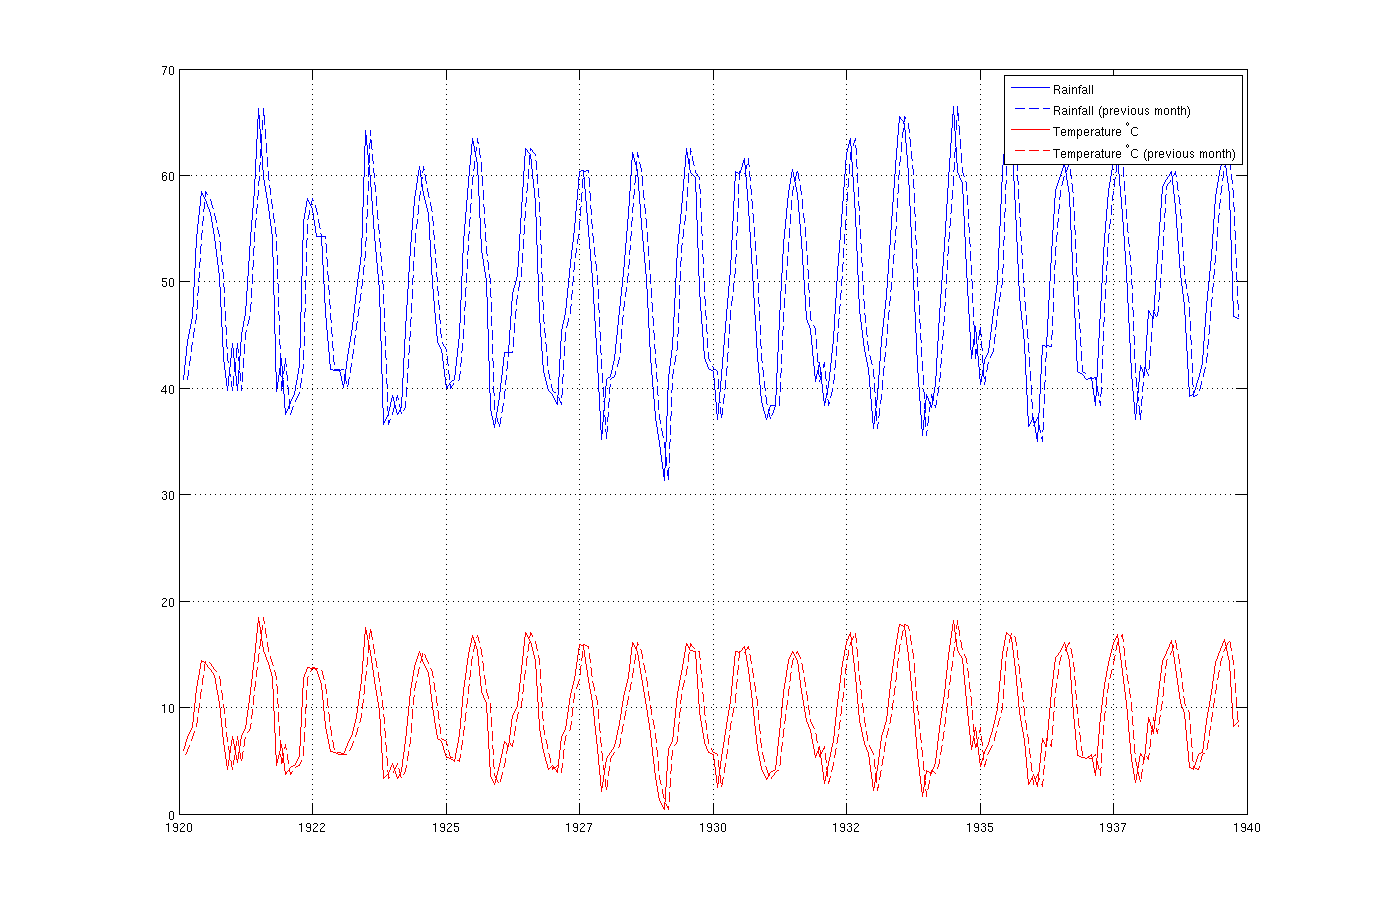 70
60
50
40
30
20
10
0
1920 1922 1925 1927 1930 1932 1935 1937 1940
Rainfall
Rainfall (previous month)
Temperature °C
Temperature °C (previous month)